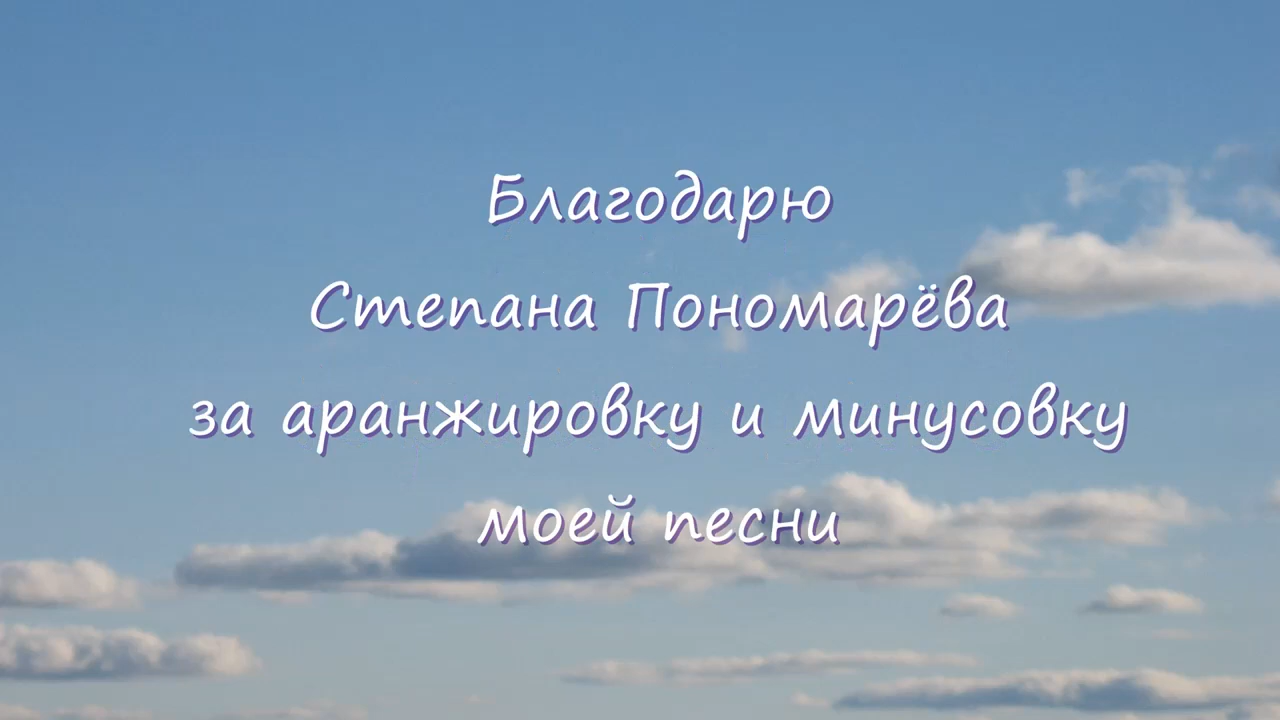 Благодарю
Степана Пономарёва
за аранжировку и минусовку
моей песни